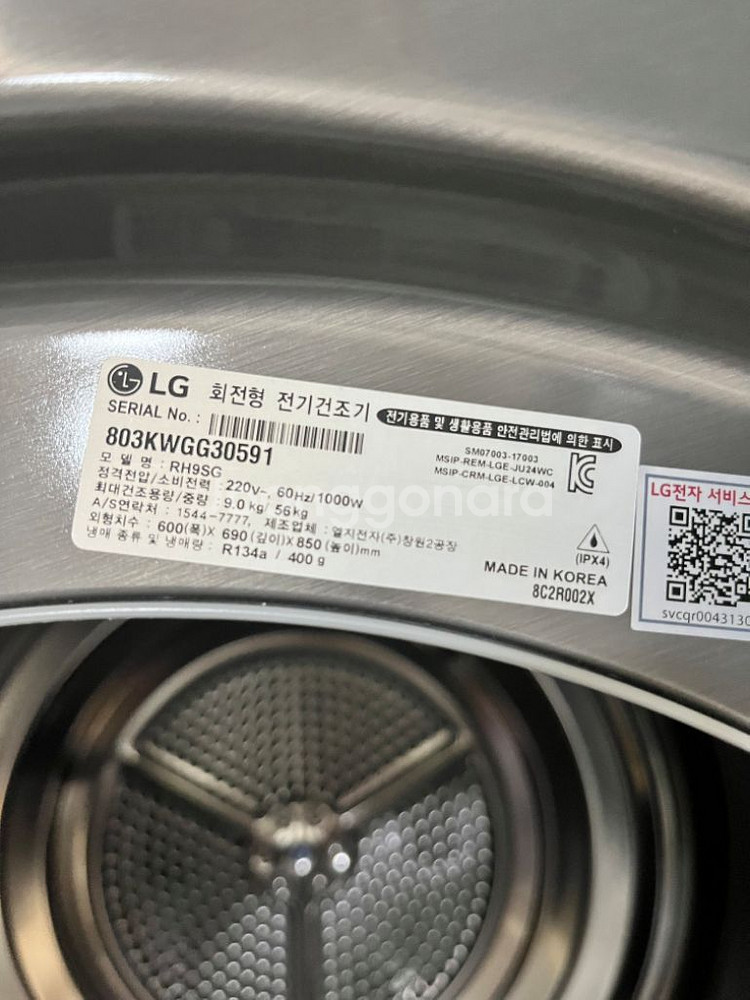 LG 회전형 전기건조기
전기용품 및 생활용품 안전관리법에 의한 표시
SERIAL No. :
803KWGG30591
SM07003-17003
MSIP-REM-LGE-JU24WC
MSIP-CRM-LGE-LCW-004
모 델 명 : RH9SG
정격전압/소비전력 : 220V~, 60Hz/1000W
최대건조용량/중량 : 9.0 kg/ 56kg
A/S연락처 : 1544-7777, 제조업체 : 엘지전자(주)창원2공장
외형치수 : 600(폭)X 690(깊이)X 850(높이)mm
냉매 종류 및 냉매량: R134a / 400 g
(IPX4)
MADE IN KOREA
8C2R002X
LG전자 서비스
svcqr0043130